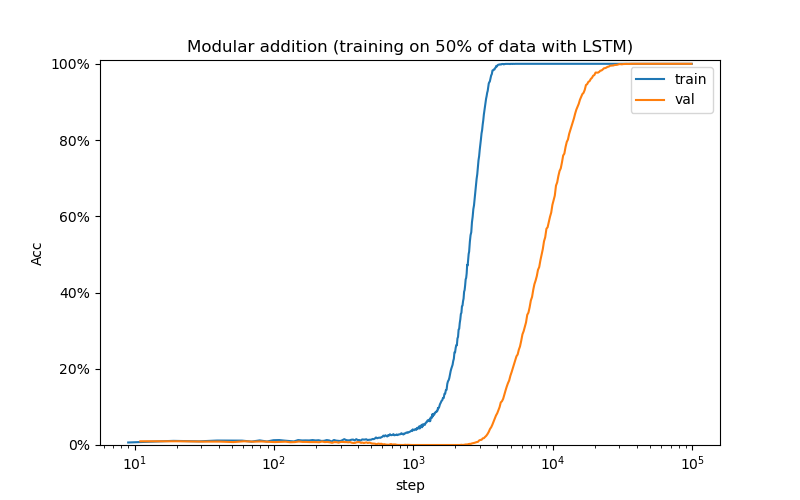 Modular addition (training on 50% of data with LSTM)
100%
80%
60%
40%
20%
0%
Acc
train
val
10¹
10²
10³
10⁴
10⁵
step